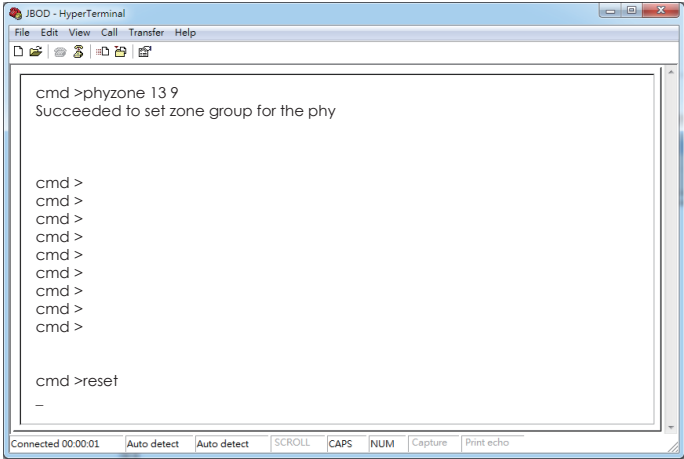 JBOD - HyperTerminal
File Edit View Call Transfer Help
cmd >phyzone 13 9
Succeeded to set zone group for the phy
cmd >
cmd >
cmd >
cmd >
cmd >
cmd >
cmd >
cmd >
cmd >
cmd >reset
_
Connected 00:00:01 Auto detect Auto detect SCROLL CAPS NUM Capture Print echo